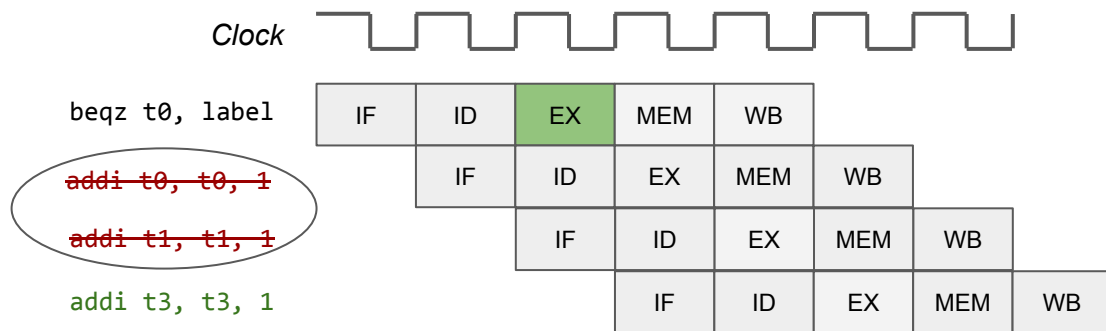 Clock
beqz t0, label IF ID EX MEM WB
addi t0, t0, 1 IF ID EX MEM WB
addi t1, t1, 1 IF ID EX MEM WB
addi t3, t3, 1 IF ID EX MEM WB